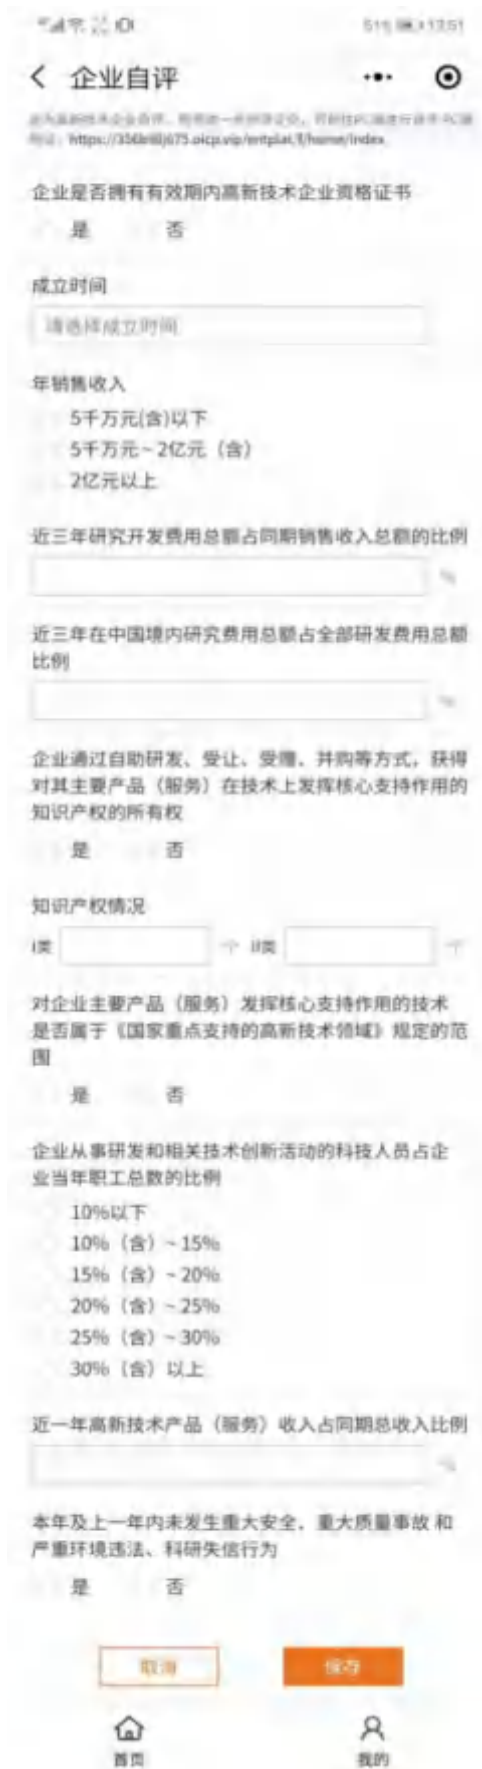 企业自评
企业是否拥有有效期内高新技术企业资格证书
是 否
成立时间
请选择成立时间
年销售收入
5千万元(含)以下
5千万元~2亿元（含）
2亿元以上
近三年研究开发费用总额占同期销售收入总额的比例
%
近三年在中国境内研究费用总额占全部研发费用总额
比例
%
企业通过自助研发、受让、受赠、并购等方式，获得
对其主要产品（服务）在技术上发挥核心支持作用的
知识产权的所有权
是 否
知识产权情况
I类 个 II类 个
对企业主要产品（服务）发挥核心支持作用的技术
是否属于《国家重点支持的高新技术领域》规定的范
围
是 否
企业从事研发和相关技术创新活动的科技人员占企
业当年职工总数的比例
10%以下
10%（含）~15%
15%（含）~20%
20%（含）~25%
25%（含）~30%
30%（含）以上
近一年高新技术产品（服务）收入占同期总收入比例
%
本年及上一年内未发生重大安全、重大质量事故 和
严重环境违法、科研失信行为
是 否
取消 保存
首页 我的